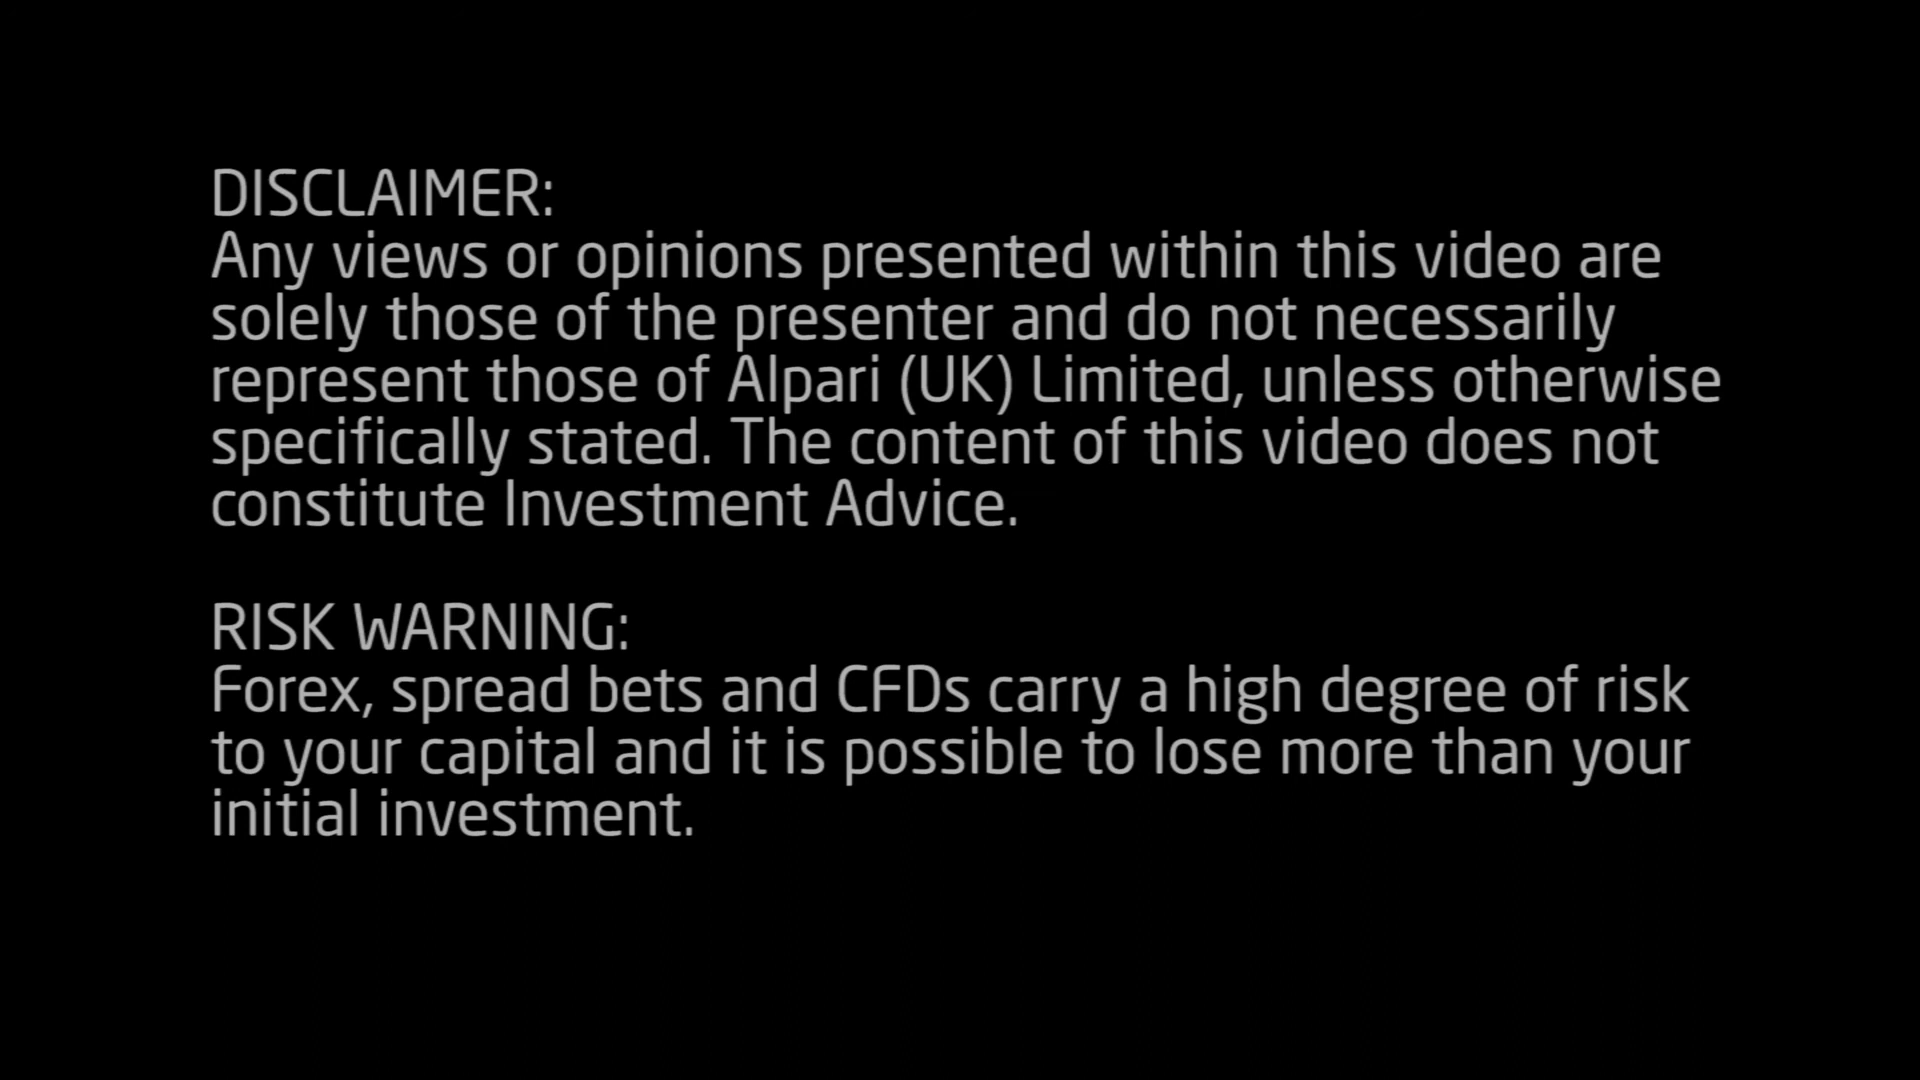 DISCLAIMER:
Any views or opinions presented within this video are
solely those of the presenter and do not necessarily
represent those of Alpari (UK) Limited, unless otherwise
specifically stated. The content of this video does not
constitute Investment Advice.
RISK WARNING:
Forex, spread bets and CFDs carry a high degree of risk
to your capital and it is possible to lose more than your
initial investment.